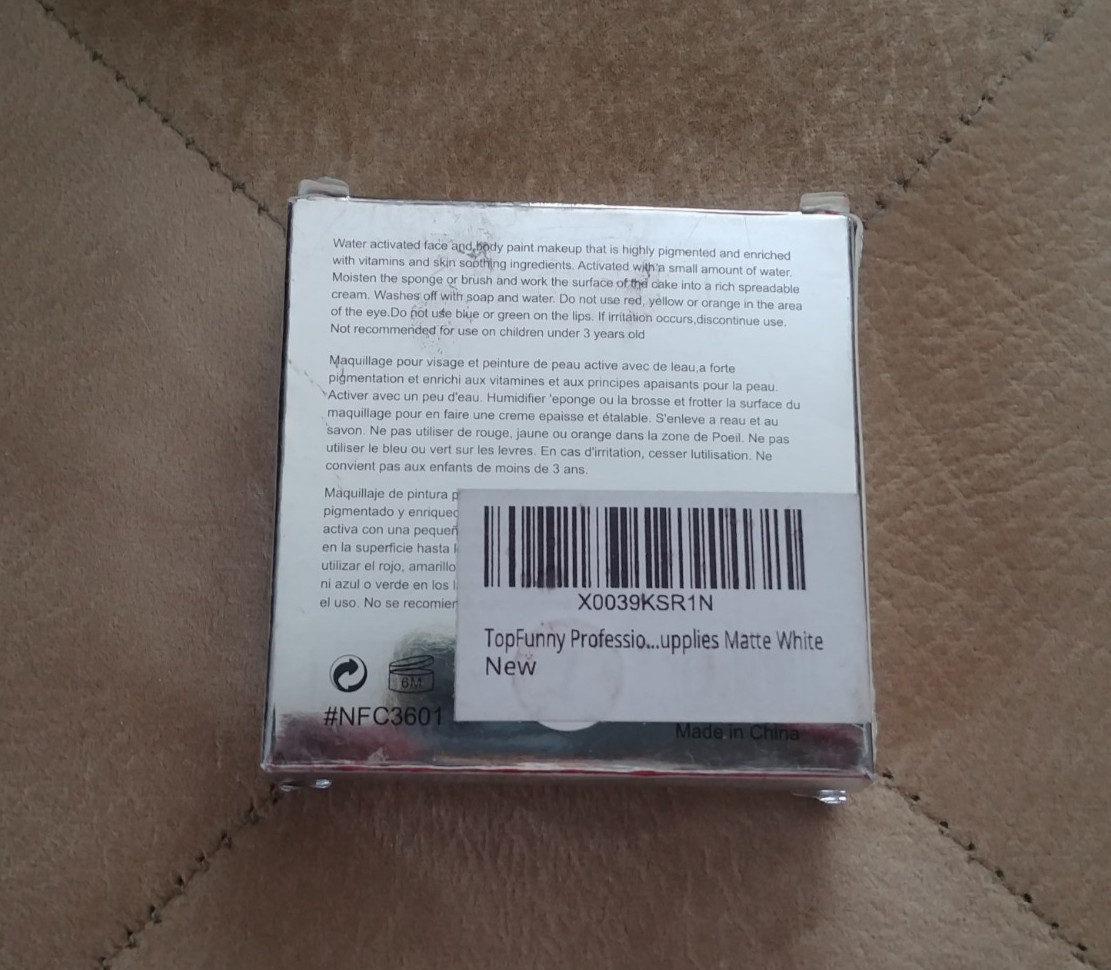 Water activated face and body paint makeup that is highly pigmented and enriched
with vitamins and skin soothing ingredients. Activated with a small amount of water.
Moisten the sponge or brush and work the surface of the cake into a rich spreadable
cream. Washes off with soap and water. Do not use red, yellow or orange in the area
of the eye.Do not use blue or green on the lips. If irritation occurs,discontinue use.
Not recommended for use on children under 3 years old
Maquillage pour visage et peinture de peau active avec de leau,a forte
pigmentation et enrichi aux vitamines et aux principes apaisants pour la peau.
Activer avec un peu d'eau. Humidifier 'eponge ou la brosse et frotter la surface du
maquillage pour en faire une creme epaisse et étalable. S'enleve a reau et au
savon. Ne pas utiliser de rouge, jaune ou orange dans la zone de Poeil. Ne pas
utiliser le bleu ou vert sur les levres. En cas d'irritation, cesser lutilisation. Ne
convient pas aux enfants de moins de 3 ans.
Maquillaje de pintura p
pigmentado y enriquec
activa con una pequeñ
en la superficie hasta l
utilizar el rojo, amarillo
ni azul o verde en los l
el uso. No se recomier
X0039KSR1N
TopFunny Professio...upplies Matte White
New
6M
#NFC3601
Made in China